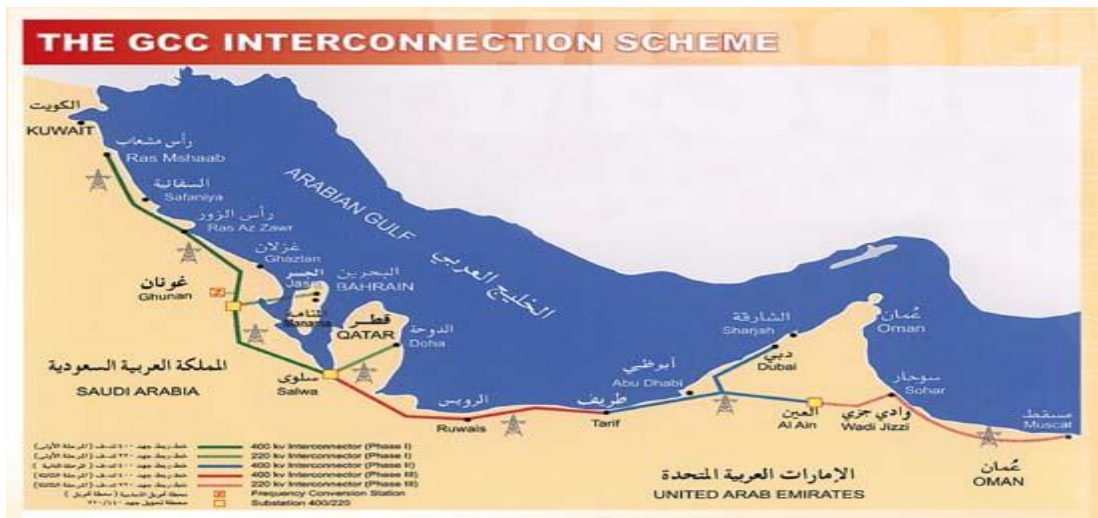 THE GCC INTERCONNECTION SCHEME
الكويت
KUWAIT
رأس مشعاب
Ras Mshaab
السفانية
Safaniya
رأس الزور
Ras Az Zawr
غزلان
Ghazlan
غونان
Ghunan
الجسر
Jasra
البحرين
BAHRAIN
المنامة
Manama
قطر
QATAR
الدوحة
Doha
سلوى
Salwa
ARABIAN GULF
الخليج العربي
المملكة العربية السعودية
SAUDI ARABIA
الرويس
Ruwais
طريف
Tarif
أبوظبي
Abu Dhabi
الشارقة
Sharjah
دبي
Dubai
العين
Al Ain
وادي جزي
Wadi Jizzi
عُمان
Oman
سوحار
Sohar
مسقط
Muscat
عُمان
OMAN
الإمارات العربية المتحدة
UNITED ARAB EMIRATES
400 kv Interconnector (Phase I)
220 kv Interconnector (Phase I)
400 kv Interconnector (Phase II)
400 kv Interconnector (Phase III)
220 kv Interconnector (Phase III)
Frequency Conversion Station
Substation 400/220